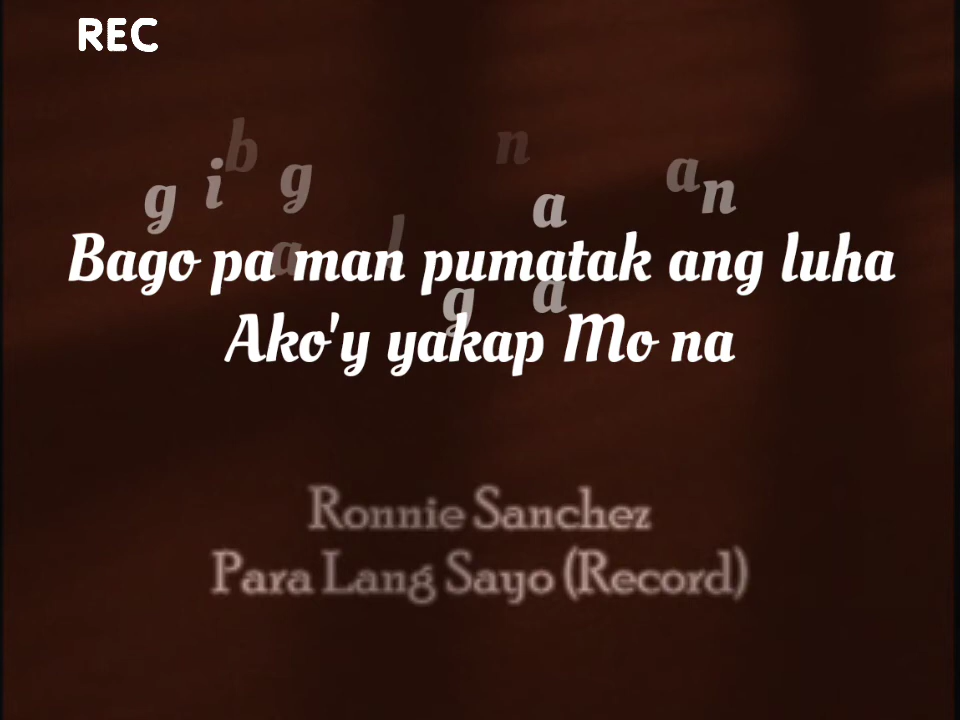 REC
Bago pa man pumatak ang luha
Ako'y yakap Mo na
Ronnie Sanchez
Para Lang Sayo (Record)